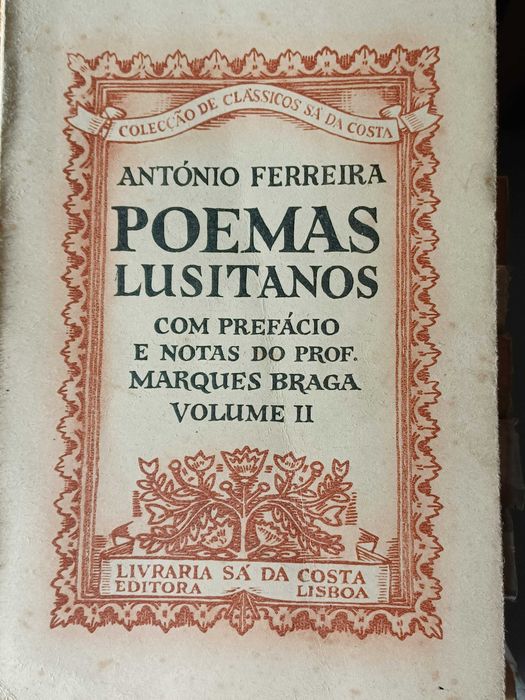 COLECÇÃO DE CLÁSSICOS SÁ DA COSTA
ANTÓNIO FERREIRA
POEMAS
LUSITANOS
COM PREFÁCIO
E NOTAS DO PROF.
MARQUES BRAGA
VOLUME II
LIVRARIA SÁ DA COSTA
EDITORA LISBOA